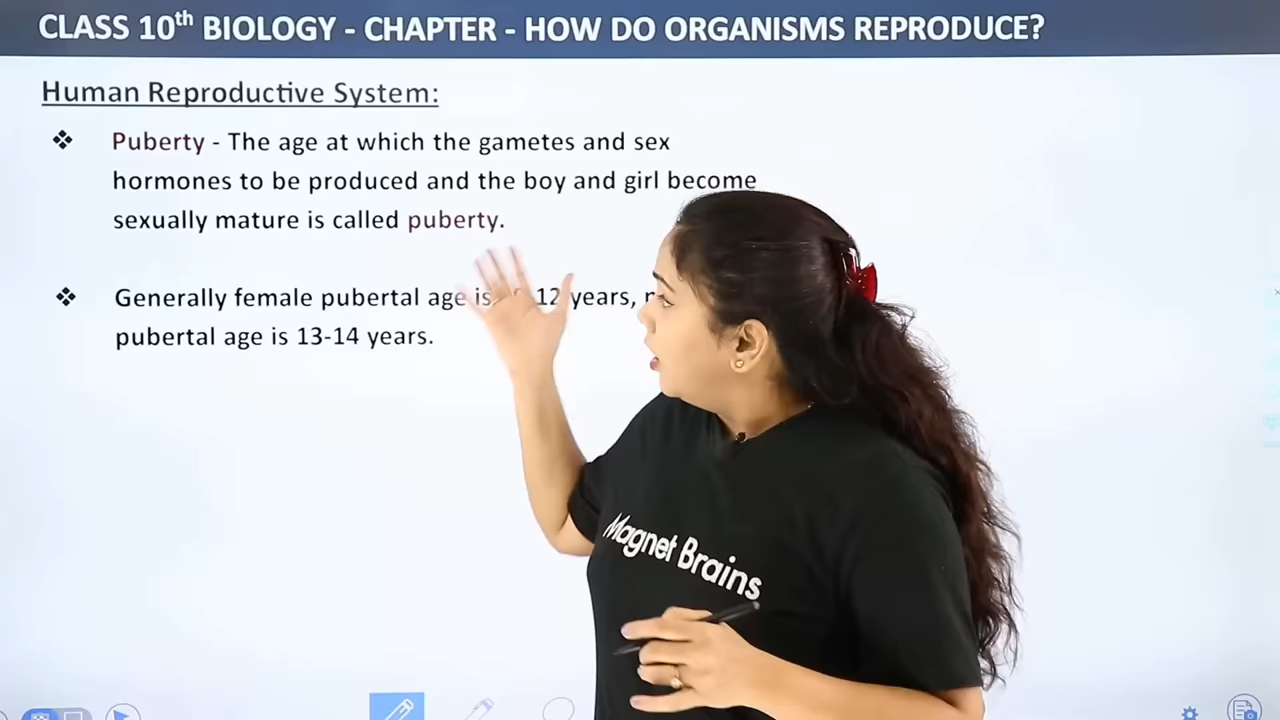 CLASS 10th BIOLOGY - CHAPTER - HOW DO ORGANISMS REPRODUCE?
Human Reproductive System:
❖ Puberty - The age at which the gametes and sex
hormones to be produced and the boy and girl become
sexually mature is called puberty.
❖ Generally female pubertal age is 12 years,
pubertal age is 13-14 years.
Magnet Brains